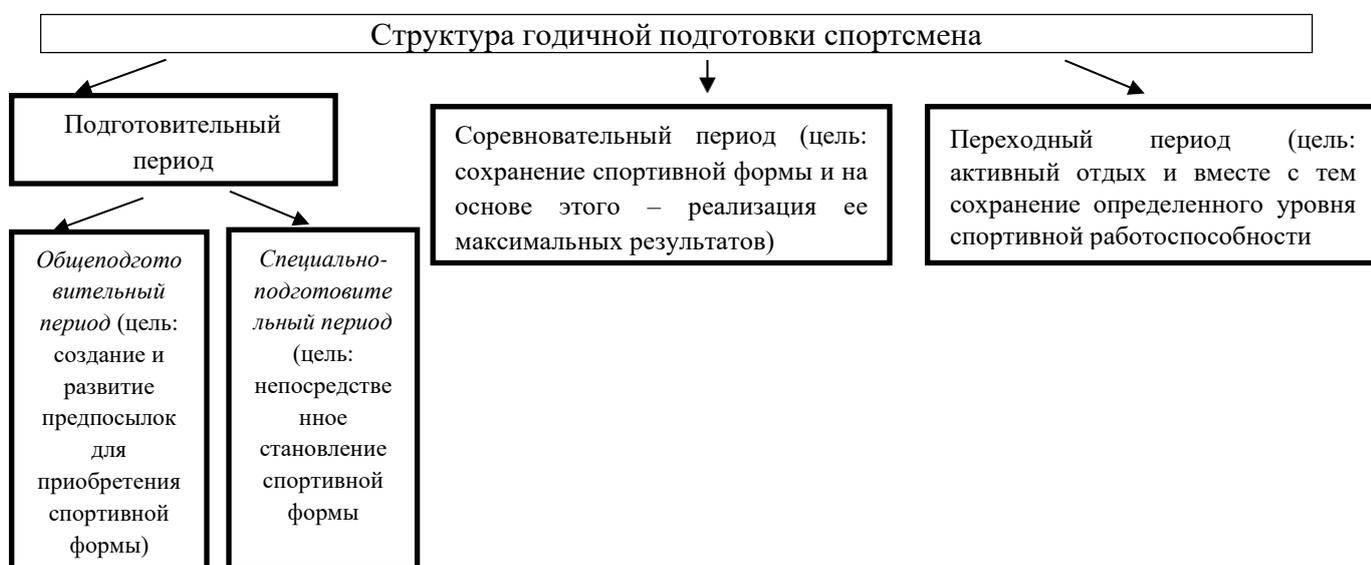 Структура годичной подготовки спортсмена
Подготовительный
период
Общеподгото
вительный
период (цель:
создание и
развитие
предпосылок
для
приобретения
спортивной
формы)
Специально-
подготовите
льный период
(цель:
непосредстве
нное
становление
спортивной
формы
Соревновательный период (цель:
сохранение спортивной формы и на
основе этого – реализация ее
максимальных результатов)
Переходный период (цель:
активный отдых и вместе с тем
сохранение определенного уровня
спортивной работоспособности